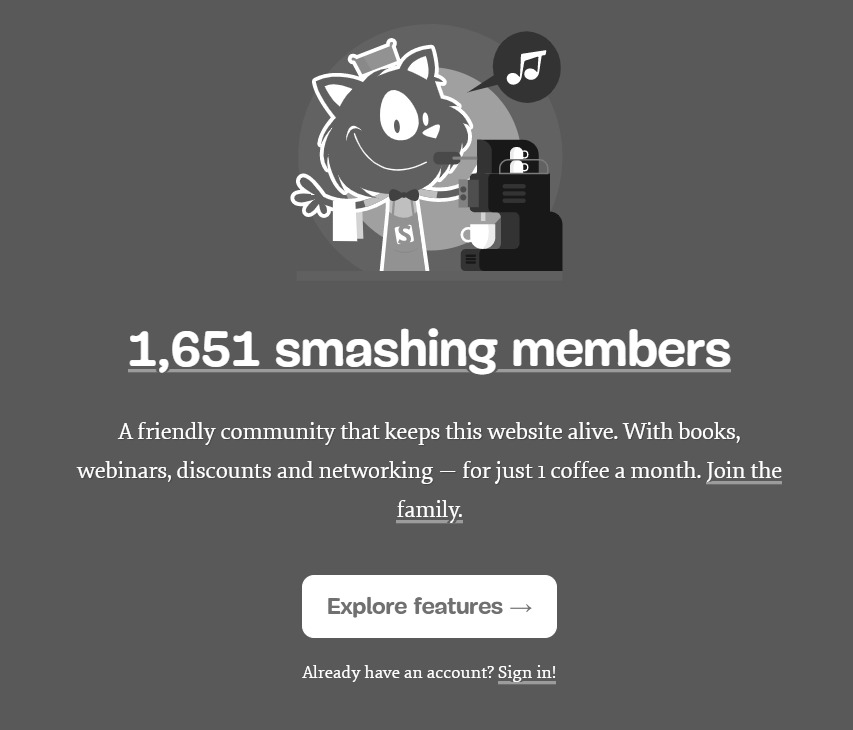 S
1,651 smashing members
A friendly community that keeps this website alive. With books,
webinars, discounts and networking — for just 1 coffee a month. Join the
family.
Explore features →
Already have an account? Sign in!